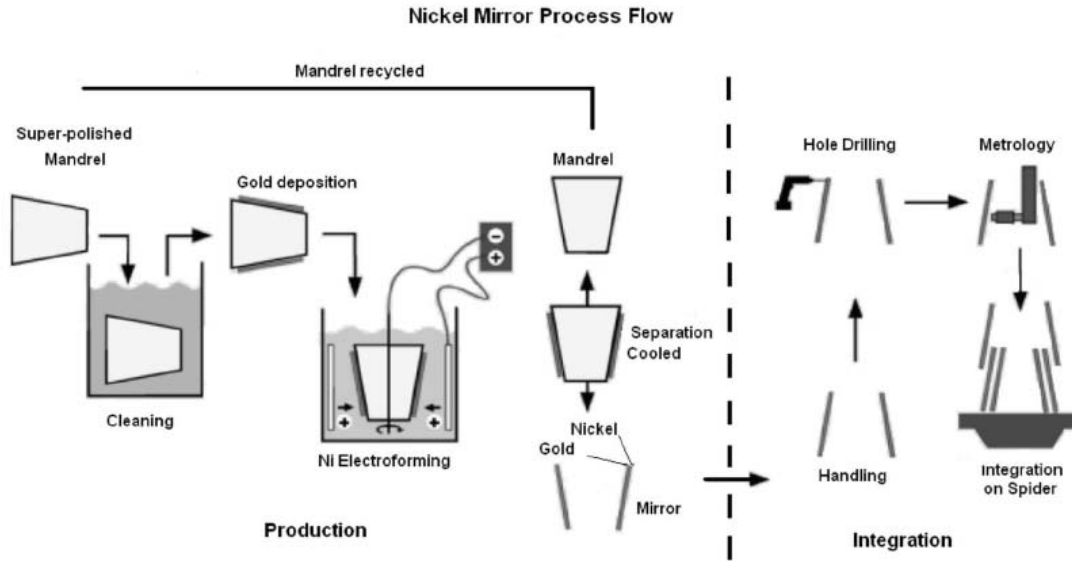 Nickel Mirror Process Flow
Mandrel recycled
Super-polished
Mandrel
Gold deposition
Mandrel
Hole Drilling
Metrology
−
+
Separation
Cooled
+
+
Cleaning
Ni Electroforming
Nickel
Gold
Mirror
Handling
Integration
on Spider
Production
Integration